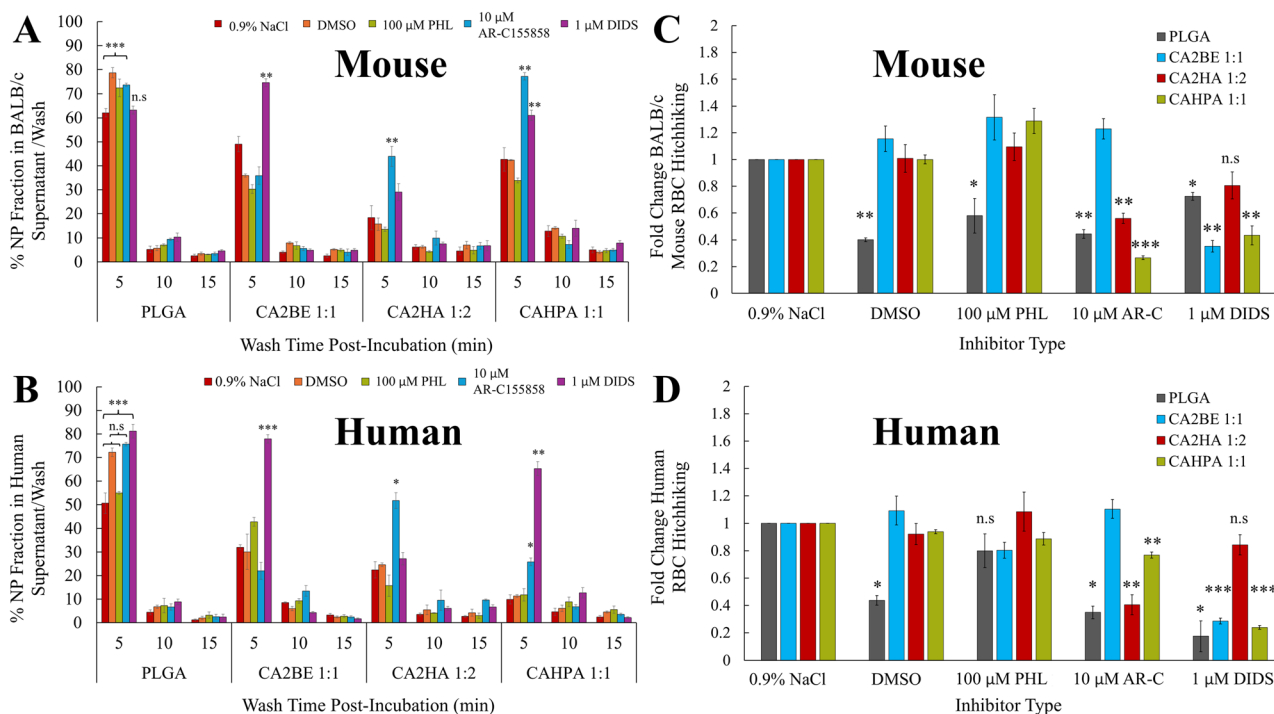 A
% NP Fraction in BALB/c
Supernatant /Wash
100
90
80
70
60
50
40
30
20
10
0
0.9% NaCl
DMSO
100 µM PHL
10 µM
AR-C155858
1 µM DIDS
Mouse
***
n.s
**
**
**
**
5 10 15 5 10 15 5 10 15 5 10 15
PLGA CA2BE 1:1 CA2HA 1:2 CAHPA 1:1
Wash Time Post-Incubation (min)
B
% NP Fraction in Human
Supernatant/Wash
100
90
80
70
60
50
40
30
20
10
0
0.9% NaCl
DMSO
100 µM PHL
10 µM
AR-C155858
1 µM DIDS
Human
***
n.s
***
*
*
**
5 10 15 5 10 15 5 10 15 5 10 15
PLGA CA2BE 1:1 CA2HA 1:2 CAHPA 1:1
Wash Time Post-Incubation (min)
C
Fold Change BALB/c
Mouse RBC Hitchhiking
2
1.8
1.6
1.4
1.2
1
0.8
0.6
0.4
0.2
0
Mouse
PLGA
CA2BE 1:1
CA2HA 1:2
CAHPA 1:1
**
*
**
**
***
*
**
n.s
**
0.9% NaCl DMSO 100 µM PHL 10 µM AR-C 1 µM DIDS
Inhibitor Type
D
Fold Change Human
RBC Hitchhiking
2
1.8
1.6
1.4
1.2
1
0.8
0.6
0.4
0.2
0
Human
PLGA
CA2BE 1:1
CA2HA 1:2
CAHPA 1:1
*
n.s
*
**
**
*
***
n.s
***
0.9% NaCl DMSO 100 µM PHL 10 µM AR-C 1 µM DIDS
Inhibitor Type